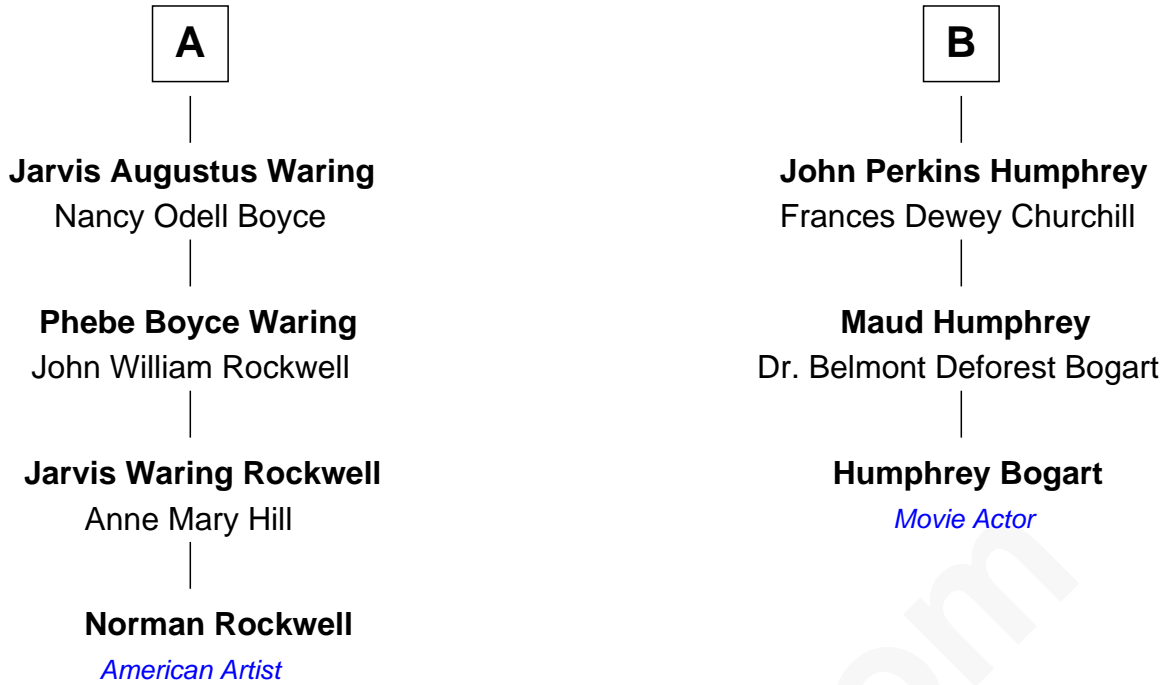 A
Jarvis Augustus Waring
Nancy Odell Boyce
Phebe Boyce Waring
John William Rockwell
Jarvis Waring Rockwell
Anne Mary Hill
Norman Rockwell
American Artist
B
John Perkins Humphrey
Frances Dewey Churchill
Maud Humphrey
Dr. Belmont Deforest Bogart
Humphrey Bogart
Movie Actor
om